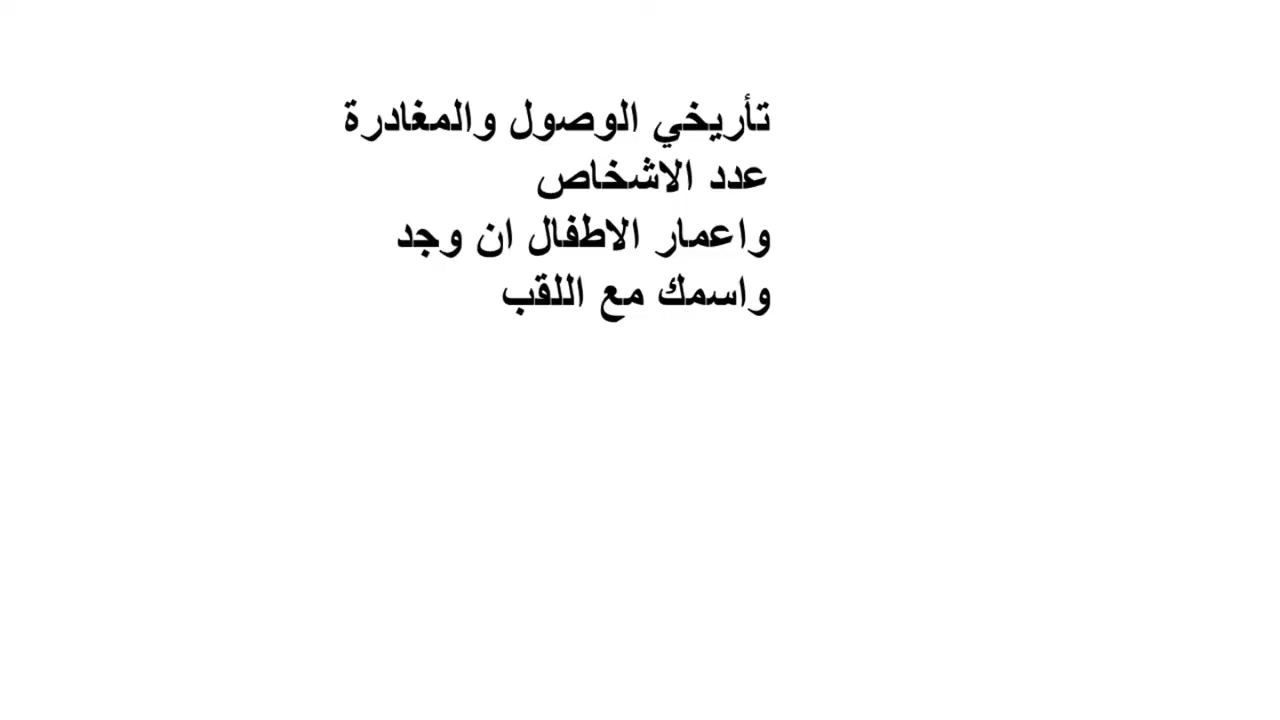 تأريخي الوصول والمغادرة
عدد الاشخاص
واعمار الاطفال ان وجد
واسمك مع اللقب